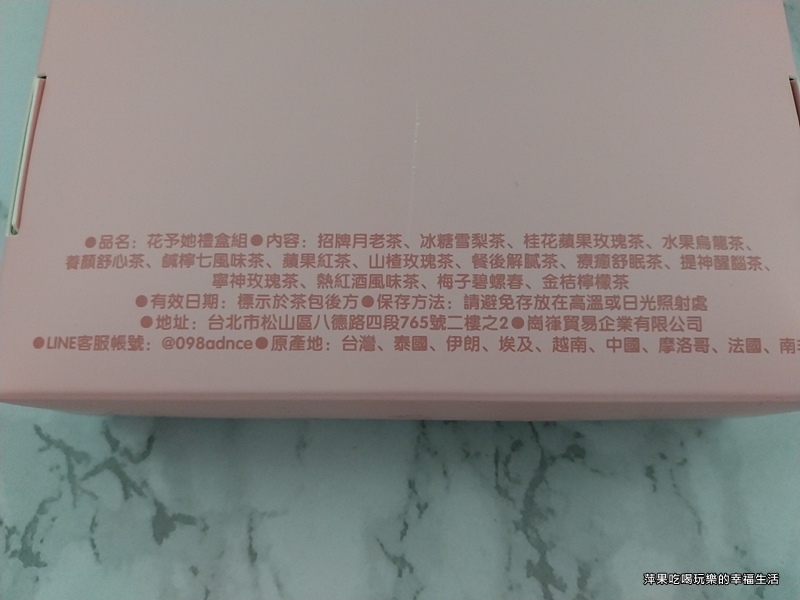 ●品名：花予她禮盒組●內容：招牌月老茶、冰糖雪梨茶、桂花蘋果玫瑰茶、水果烏龍茶、
養顏舒心茶、鹹檸七風味茶、蘋果紅茶、山楂玫瑰茶、餐後解膩茶、療癒舒眠茶、提神醒腦茶、
寧神玫瑰茶、熱紅酒風味茶、梅子碧螺春、金桔檸檬茶
●有效日期：標示於茶包後方●保存方法：請避免存放在高溫或日光照射處
●地址：台北市松山區八德路四段765號二樓之2●崗䇹貿易企業有限公司
●LINE客服帳號：@098adnce●原產地：台灣、泰國、伊朗、埃及、越南、中國、摩洛哥、法國、南
萍果吃喝玩樂的幸福生活